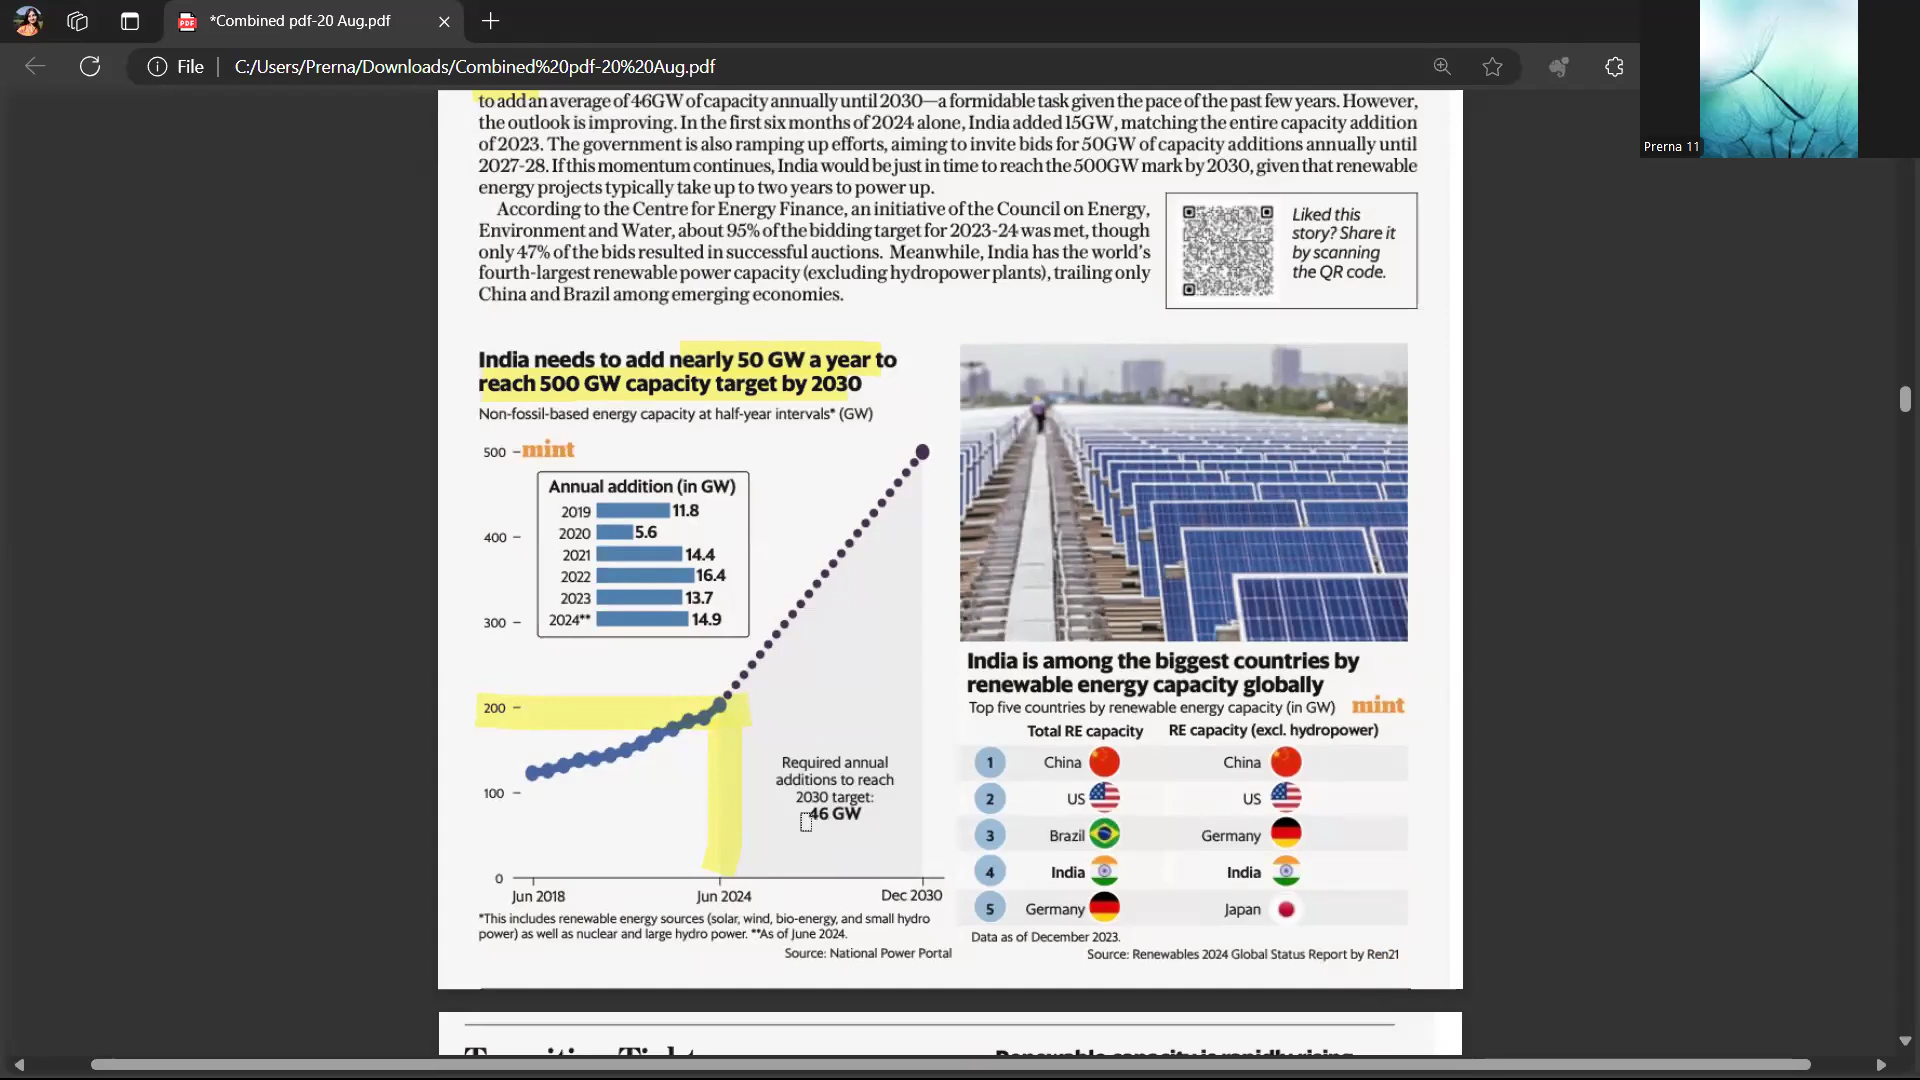 *Combined pdf-20 Aug.pdf
File
C:/Users/Prerna/Downloads/Combined%20pdf-20%20Aug.pdf
Prerna 11
to add an average of 46GW of capacity annually until 2030—a formidable task given the pace of the past few years. However,
the outlook is improving. In the first six months of 2024 alone, India added 15GW, matching the entire capacity addition
of 2023. The government is also ramping up efforts, aiming to invite bids for 50GW of capacity additions annually until
2027-28. If this momentum continues, India would be just in time to reach the 500GW mark by 2030, given that renewable
energy projects typically take up to two years to power up.
According to the Centre for Energy Finance, an initiative of the Council on Energy,
Environment and Water, about 95% of the bidding target for 2023-24 was met, though
only 47% of the bids resulted in successful auctions. Meanwhile, India has the world's
fourth-largest renewable power capacity (excluding hydropower plants), trailing only
China and Brazil among emerging economies.
Liked this
story? Share it
by scanning
the QR code.
India needs to add nearly 50 GW a year to
reach 500 GW capacity target by 2030
Non-fossil-based energy capacity at half-year intervals* (GW)
500
mint
Annual addition (in GW)
2019 11.8
2020 5.6
2021 14.4
2022 16.4
2023 13.7
2024** 14.9
400
300
200
100
0
Required annual
additions to reach
2030 target:
46 GW
Jun 2018
Jun 2024
Dec 2030
*This includes renewable energy sources (solar, wind, bio-energy, and small hydro
power) as well as nuclear and large hydro power. **As of June 2024.
Source: National Power Portal
India is among the biggest countries by
renewable energy capacity globally
Top five countries by renewable energy capacity (in GW)
mint
Total RE capacity RE capacity (excl. hydropower)
1 China China
2 US US
3 Brazil Germany
4 India India
5 Germany Japan
Data as of December 2023.
Source: Renewables 2024 Global Status Report by Ren21